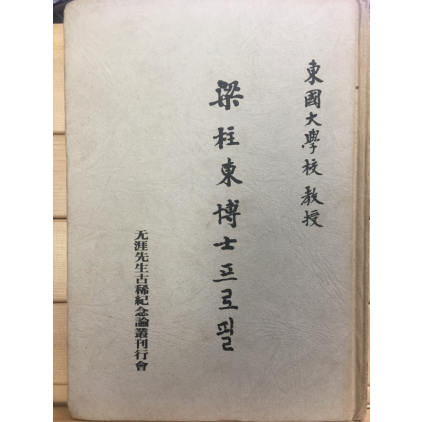 東國大學校 敎授
梁柱東博士프로필
无涯先生古稀紀念論叢刊行會